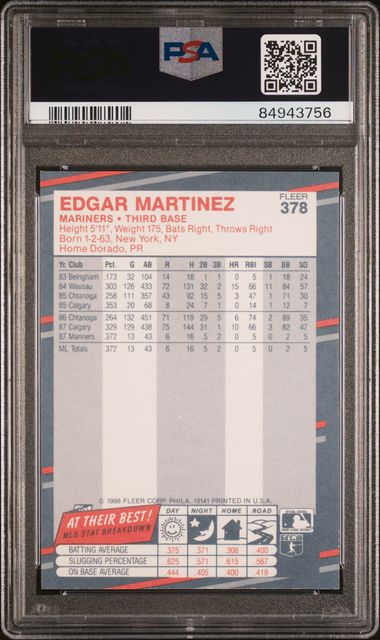 PSA
84943756
EDGAR MARTINEZ
FLEER
378
MARINERS • THIRD BASE
Height 5'11", Weight 175, Bats Right, Throws Right
Born 1-2-63, New York, NY
Home Dorado, PR
Yr. Club Pct. G AB R H 2B 3B HR RBI SB BB SO
83 Belngham 173 32 104 14 18 1 1 0 5 1 18 24
84 Wausau 303 126 433 72 131 32 2 15 66 11 84 57
85 Chtanoga 258 111 357 43 92 15 5 3 47 1 71 30
85 Calgary 353 20 68 8 24 7 1 0 14 1 12 7
86 Chtanoga 264 132 451 71 119 29 5 6 74 2 89 35
87 Calgary 329 129 438 75 144 31 1 10 66 3 82 47
87 Mariners 372 13 43 6 16 5 2 0 5 0 2 5
ML Totals 372 13 43 6 16 5 2 0 5 0 2 5
© 1988 FLEER CORP. PHILA. 19141 PRINTED IN U.S.A.
AT THEIR BEST!
MLB STAT BREAKDOWN
DAY NIGHT HOME ROAD
BATTING AVERAGE .375 .371 .308 .400
SLUGGING PERCENTAGE .625 .571 .615 .567
ON BASE AVERAGE .444 .405 .400 .419